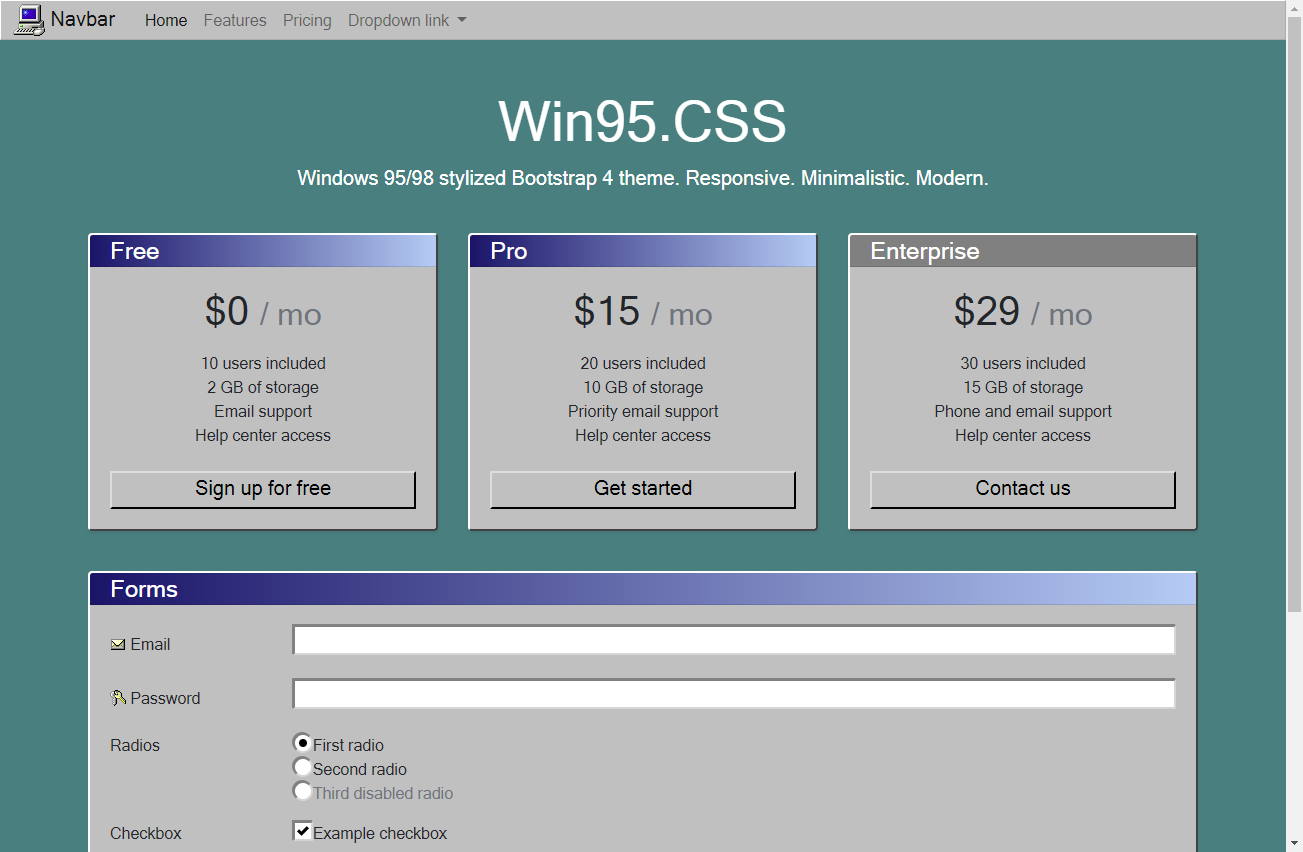 Navbar Home Features Pricing Dropdown link
Win95.CSS
Windows 95/98 stylized Bootstrap 4 theme. Responsive. Minimalistic. Modern.
Free
$0 / mo
10 users included
2 GB of storage
Email support
Help center access
Sign up for free
Pro
$15 / mo
20 users included
10 GB of storage
Priority email support
Help center access
Get started
Enterprise
$29 / mo
30 users included
15 GB of storage
Phone and email support
Help center access
Contact us
Forms
Email
Password
Radios
First radio
Second radio
Third disabled radio
Checkbox
Example checkbox